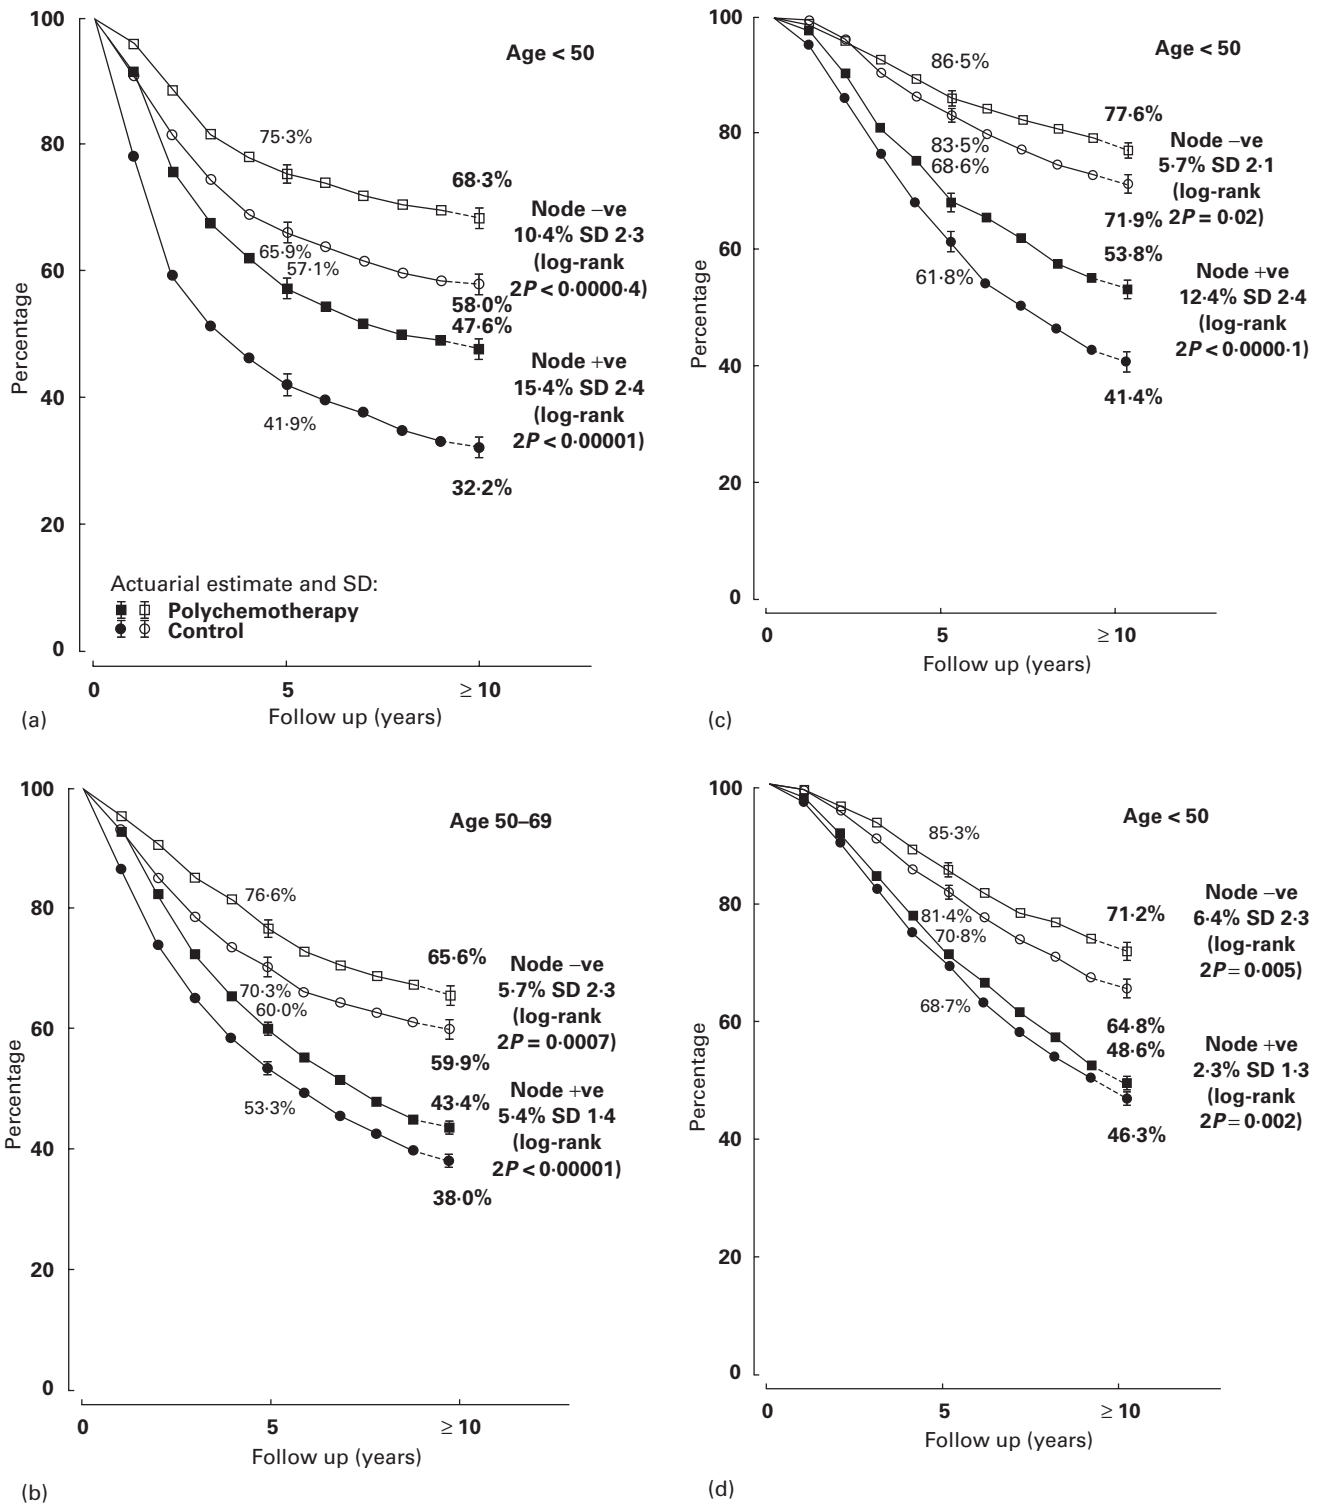 100
80
60
40
20
0
Percentage
Age < 50
75·3%
68·3%
Node –ve
10·4% SD 2·3
(log-rank
2P < 0·0000·4)
65·9%
57·1%
58·0%
47·6%
Node +ve
15·4% SD 2·4
(log-rank
2P < 0·00001)
41·9%
32·2%
Actuarial estimate and SD:
Polychemotherapy
Control
0
5
≥ 10
Follow up (years)
(a)
100
80
60
40
20
0
Percentage
Age < 50
86·5%
77·6%
Node –ve
5·7% SD 2·1
(log-rank
2P = 0·02)
83·5%
68·6%
71·9%
53·8%
Node +ve
12·4% SD 2·4
(log-rank
2P < 0·0000·1)
61·8%
41·4%
0
5
≥ 10
Follow up (years)
(c)
100
80
60
40
20
0
Percentage
Age 50–69
76·6%
65·6%
Node –ve
5·7% SD 2·3
(log-rank
2P = 0·0007)
70·3%
60·0%
59·9%
43·4%
Node +ve
5·4% SD 1·4
(log-rank
2P < 0·00001)
53·3%
38·0%
0
5
≥ 10
Follow up (years)
(b)
100
80
60
40
20
0
Percentage
Age < 50
85·3%
71·2%
Node –ve
6·4% SD 2·3
(log-rank
2P = 0·005)
81·4%
70·8%
68·7%
64·8%
48·6%
Node +ve
2·3% SD 1·3
(log-rank
2P = 0·002)
46·3%
0
5
≥ 10
Follow up (years)
(d)